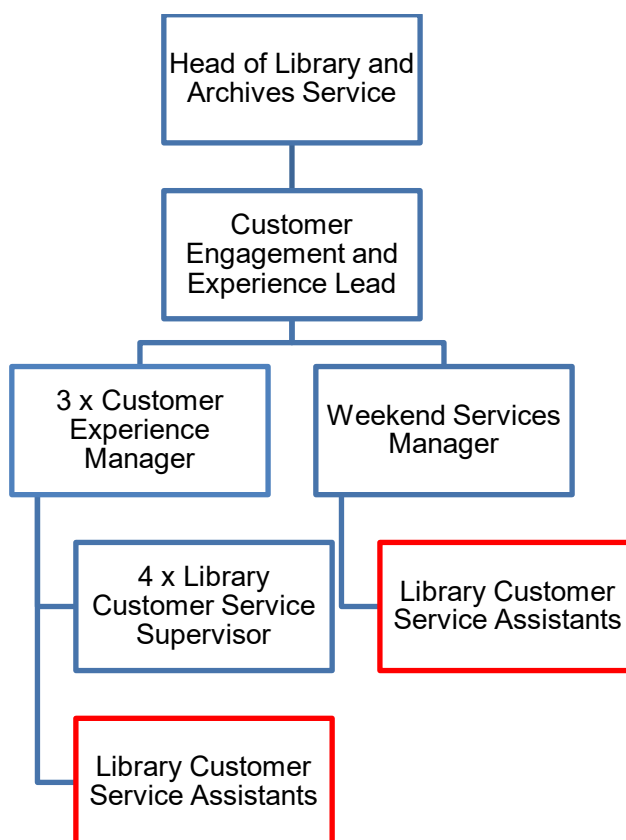 Head of Library and
Archives Service
Customer
Engagement and
Experience Lead
3 x Customer
Experience
Manager
Weekend Services
Manager
4 x Library
Customer Service
Supervisor
Library Customer
Service Assistants
Library Customer
Service Assistants